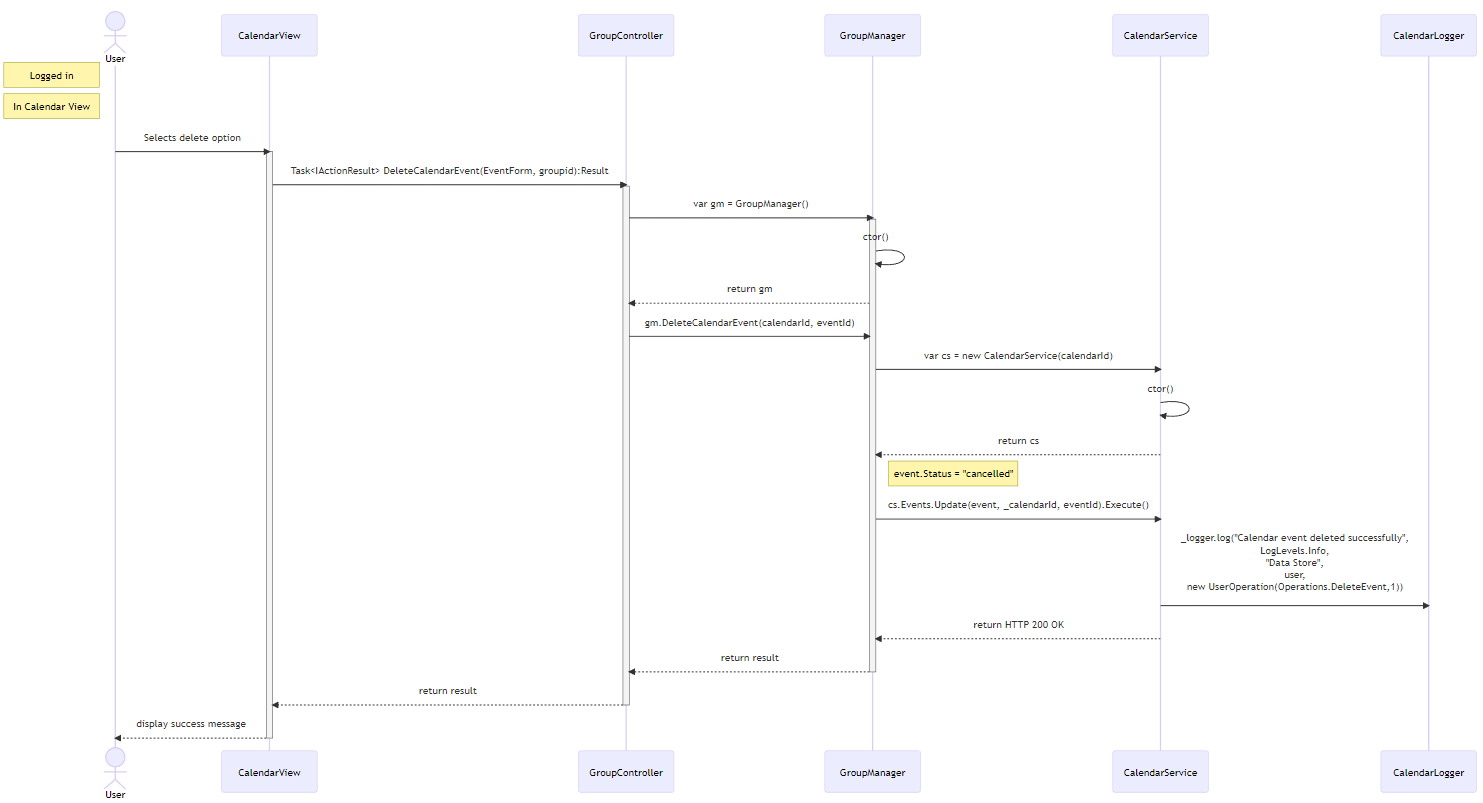 CalendarView
GroupController
GroupManager
CalendarService
CalendarLogger
User
Logged in
In Calendar View
Selects delete option
Task<IActionResult> DeleteCalendarEvent(EventForm, groupid):Result
var gm = GroupManager()
ctor()
return gm
gm.DeleteCalendarEvent(calendarId, eventId)
var cs = new CalendarService(calendarId)
ctor()
return cs
event.Status = "cancelled"
cs.Events.Update(event, _calendarId, eventId).Execute()
_logger.log("Calendar event deleted successfully",
LogLevels.Info,
"Data Store",
user,
new UserOperation(Operations.DeleteEvent,1))
return HTTP 200 OK
return result
return result
display success message
CalendarView
GroupController
GroupManager
CalendarService
CalendarLogger
User